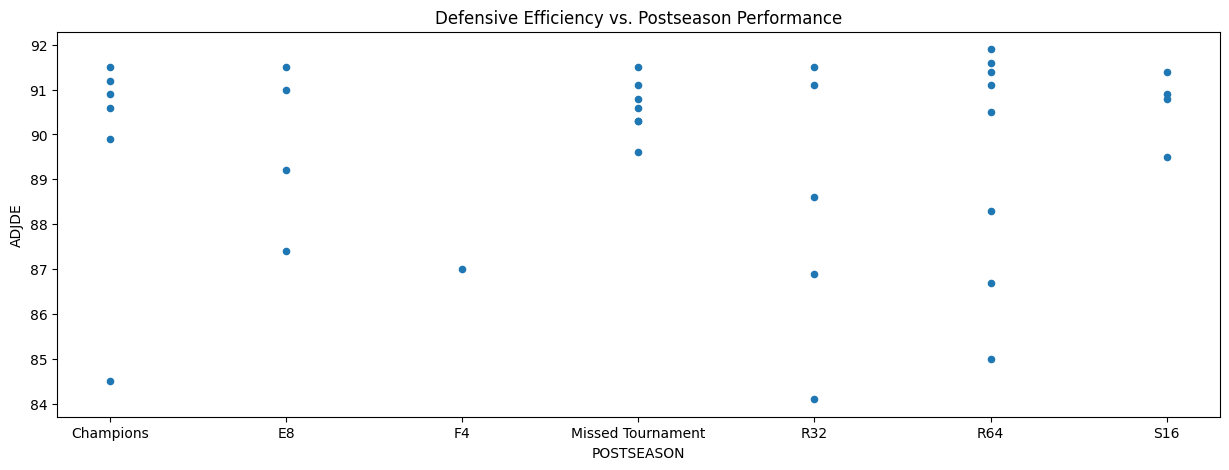 Defensive Efficiency vs. Postseason Performance
92
91
90
89
88
87
86
85
84
ADJDE
Champions E8 F4 Missed Tournament R32 R64 S16
POSTSEASON